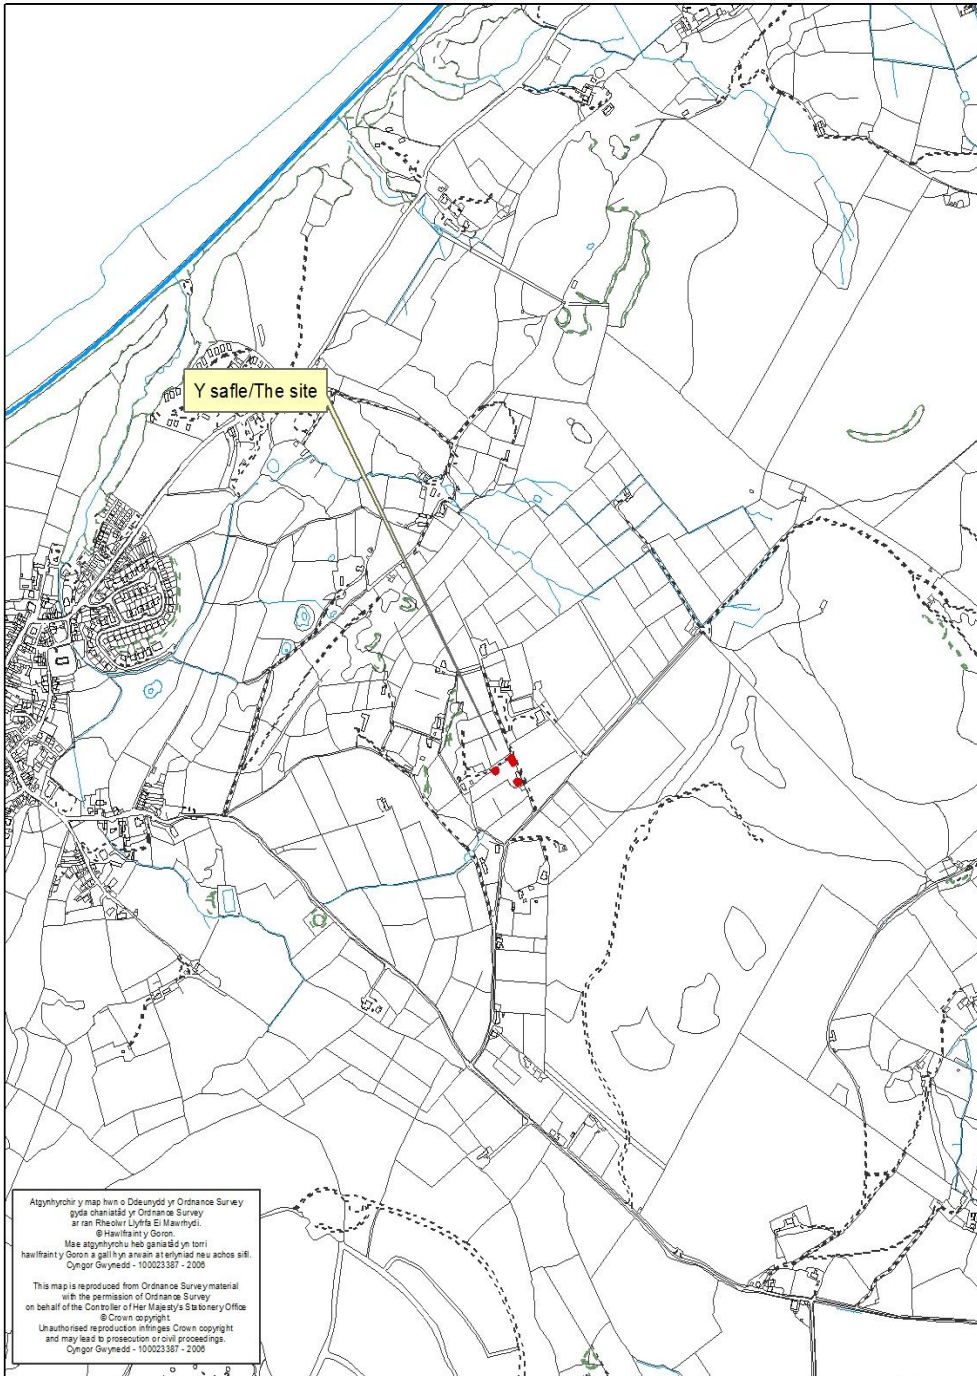 Y safle/The site
Atgynhyrchir y map hwn o Ddeunydd yr Ordnance Survey
gyda chaniatâd yr Ordnance Survey
ar ran Rheolwr Llyfrfa Ei Mawrhydi.
© Hawlfraint y Goron.
Mae atgynhyrchu heb ganiatâd yn torri
hawlfraint y Goron a gall hyn arwain at erlyniad neu achos sifil.
Cyngor Gwynedd - 100023387 - 2006
This map is reproduced from Ordnance Survey material
with the permission of Ordnance Survey
on behalf of the Controller of Her Majesty's Stationery Office
© Crown copyright.
Unauthorised reproduction infringes Crown copyright
and may lead to prosecution or civil proceedings.
Cyngor Gwynedd - 100023387 - 2006